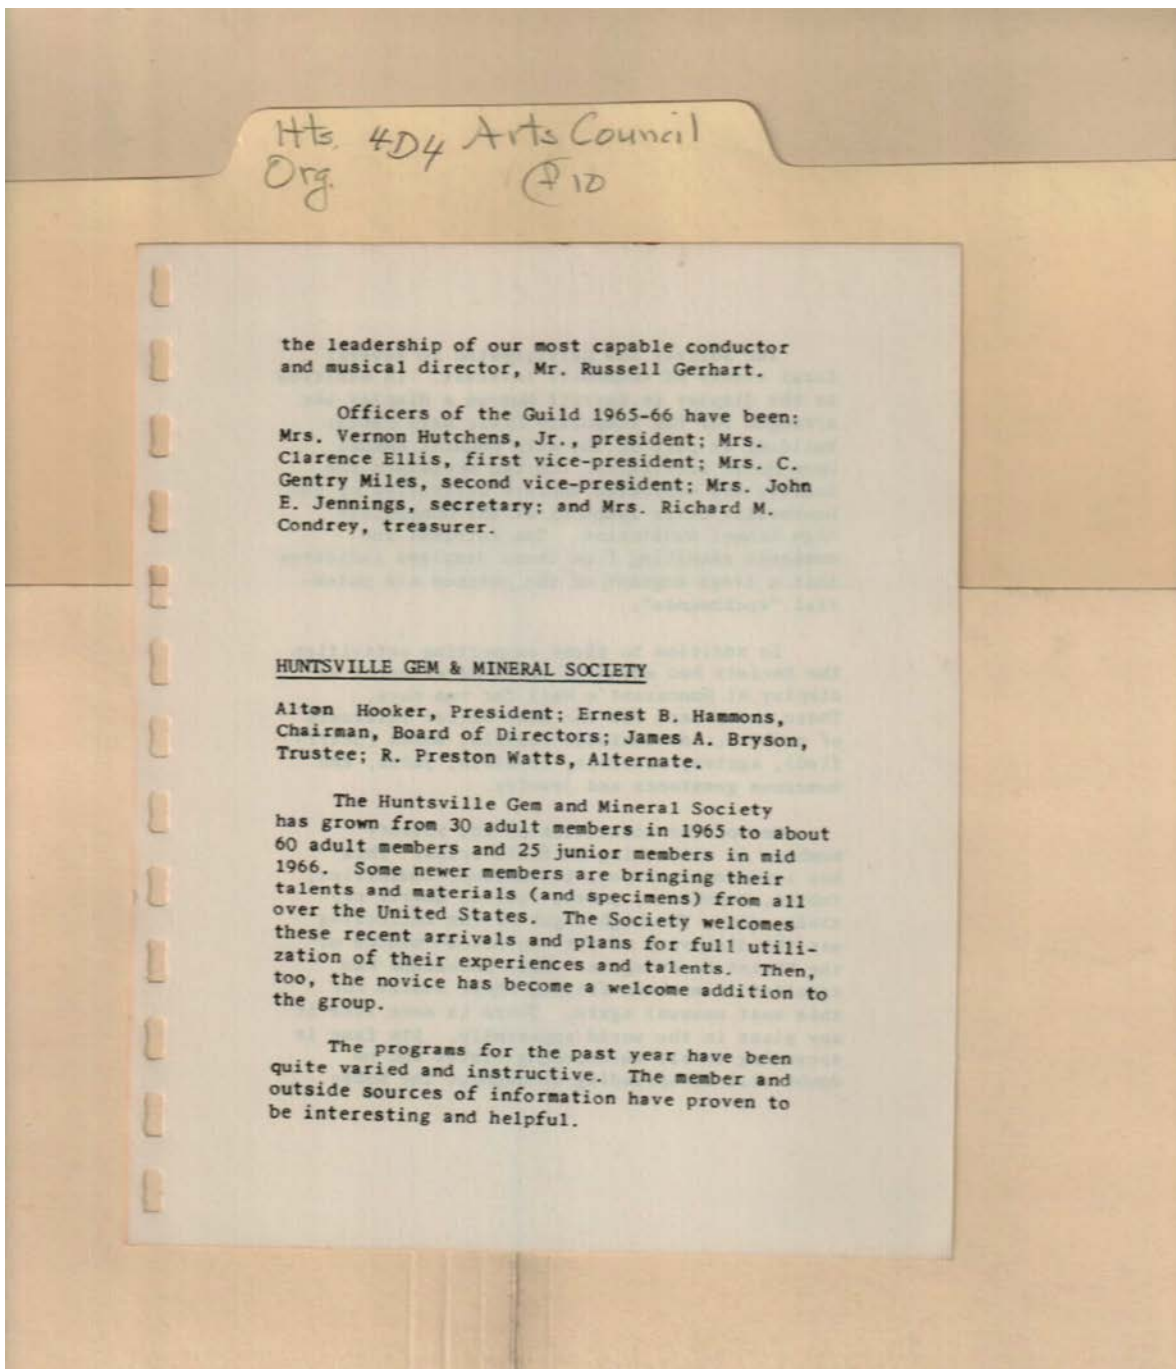 Hts. 4D4 Arts Council
Org. P10
the leadership of our most capable conductor
and musical director, Mr. Russell Gerhart.
Officers of the Guild 1965-66 have been:
Mrs. Vernon Hutchens, Jr., president; Mrs.
Clarence Ellis, first vice-president; Mrs. C.
Gentry Miles, second vice-president; Mrs. John
E. Jennings, secretary; and Mrs. Richard M.
Condrey, treasurer.
HUNTSVILLE GEM & MINERAL SOCIETY
Alton Hooker, President; Ernest B. Hammons,
Chairman, Board of Directors; James A. Bryson,
Trustee; R. Preston Watts, Alternate.
The Huntsville Gem and Mineral Society
has grown from 30 adult members in 1965 to about
60 adult members and 25 junior members in mid
1966. Some newer members are bringing their
talents and materials (and specimens) from all
over the United States. The Society welcomes
these recent arrivals and plans for full utili-
zation of their experiences and talents. Then,
too, the novice has become a welcome addition to
the group.
The programs for the past year have been
quite varied and instructive. The member and
outside sources of information have proven to
be interesting and helpful.